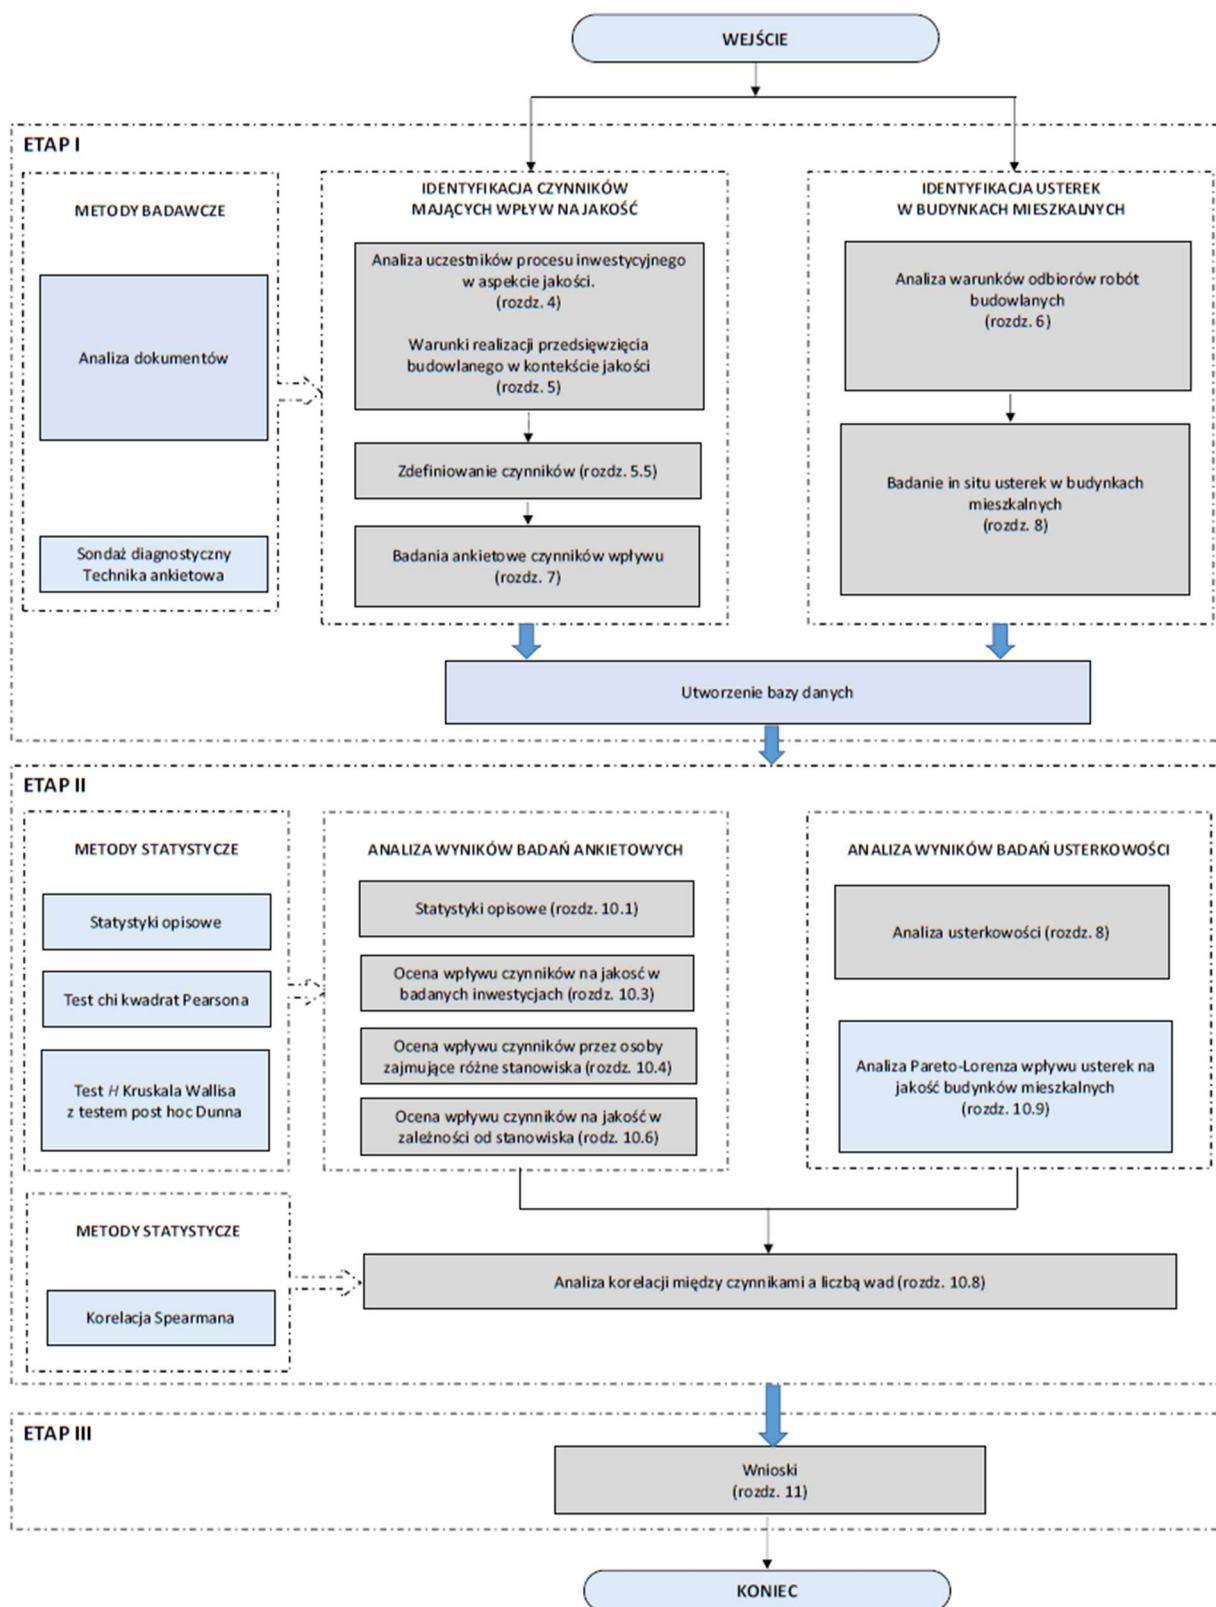 WEJŚCIE
ETAP I
METODY BADAWCZE
Analiza dokumentów
Sondaż diagnostyczny
Technika ankietowa
IDENTYFIKACJA CZYNNIKÓW
MAJĄCYCH WPŁYW NA JAKOŚĆ
Analiza uczestników procesu inwestycyjnego
w aspekcie jakości.
(rozdz. 4)
Warunki realizacji przedsięwzięcia
budowlanego w kontekście jakości
(rozdz. 5)
Zdefiniowanie czynników (rozdz. 5.5)
Badania ankietowe czynników wpływu
(rozdz. 7)
IDENTYFIKACJA USTEREK
W BUDYNKACH MIESZKALNYCH
Analiza warunków odbiorów robót
budowlanych
(rozdz. 6)
Badanie in situ usterek w budynkach
mieszkalnych
(rozdz. 8)
Utworzenie bazy danych
ETAP II
METODY STATYSTYCZE
Statystyki opisowe
Test chi kwadrat Pearsona
Test H Kruskala Wallisa
z testem post hoc Dunna
ANALIZA WYNIKÓW BADAŃ ANKIETOWYCH
Statystyki opisowe (rozdz. 10.1)
Ocena wpływu czynników na jakosć w
badanych inwestycjach (rozdz. 10.3)
Ocena wpływu czynników przez osoby
zajmujące różne stanowiska (rozdz. 10.4)
Ocena wpływu czynników na jakość w
zależności od stanowiska (rodz. 10.6)
ANALIZA WYNIKÓW BADAŃ USTERKOWOŚCI
Analiza usterkowości (rozdz. 8)
Analiza Pareto-Lorenza wpływu usterek na
jakość budynków mieszkalnych
(rozdz. 10.9)
METODY STATYSTYCZE
Korelacja Spearmana
Analiza korelacji między czynnikami a liczbą wad (rozdz. 10.8)
ETAP III
Wnioski
(rozdz. 11)
KONIEC